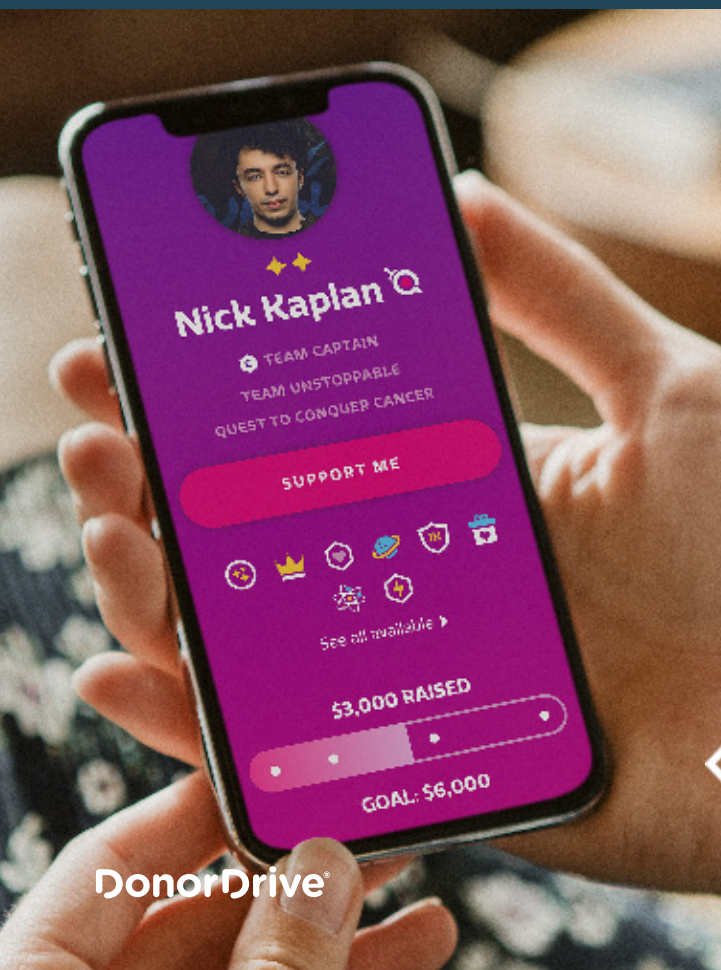 Nick Kaplan
C TEAM CAPTAIN
TEAM UNSTOPPABLE
QUEST TO CONQUER CANCER
SUPPORT ME
See all available
$3,000 RAISED
GOAL: $6,000
DonorDrive®